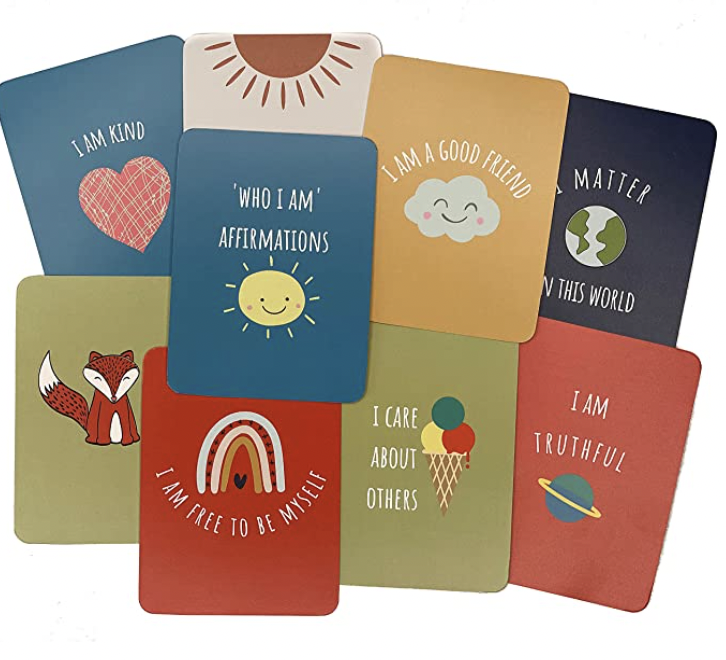 I AM KIND
'WHO I AM'
AFFIRMATIONS
I AM A GOOD FRIEND
I MATTER
IN THIS WORLD
I AM FREE TO BE MYSELF
I CARE
ABOUT
OTHERS
I AM
TRUTHFUL